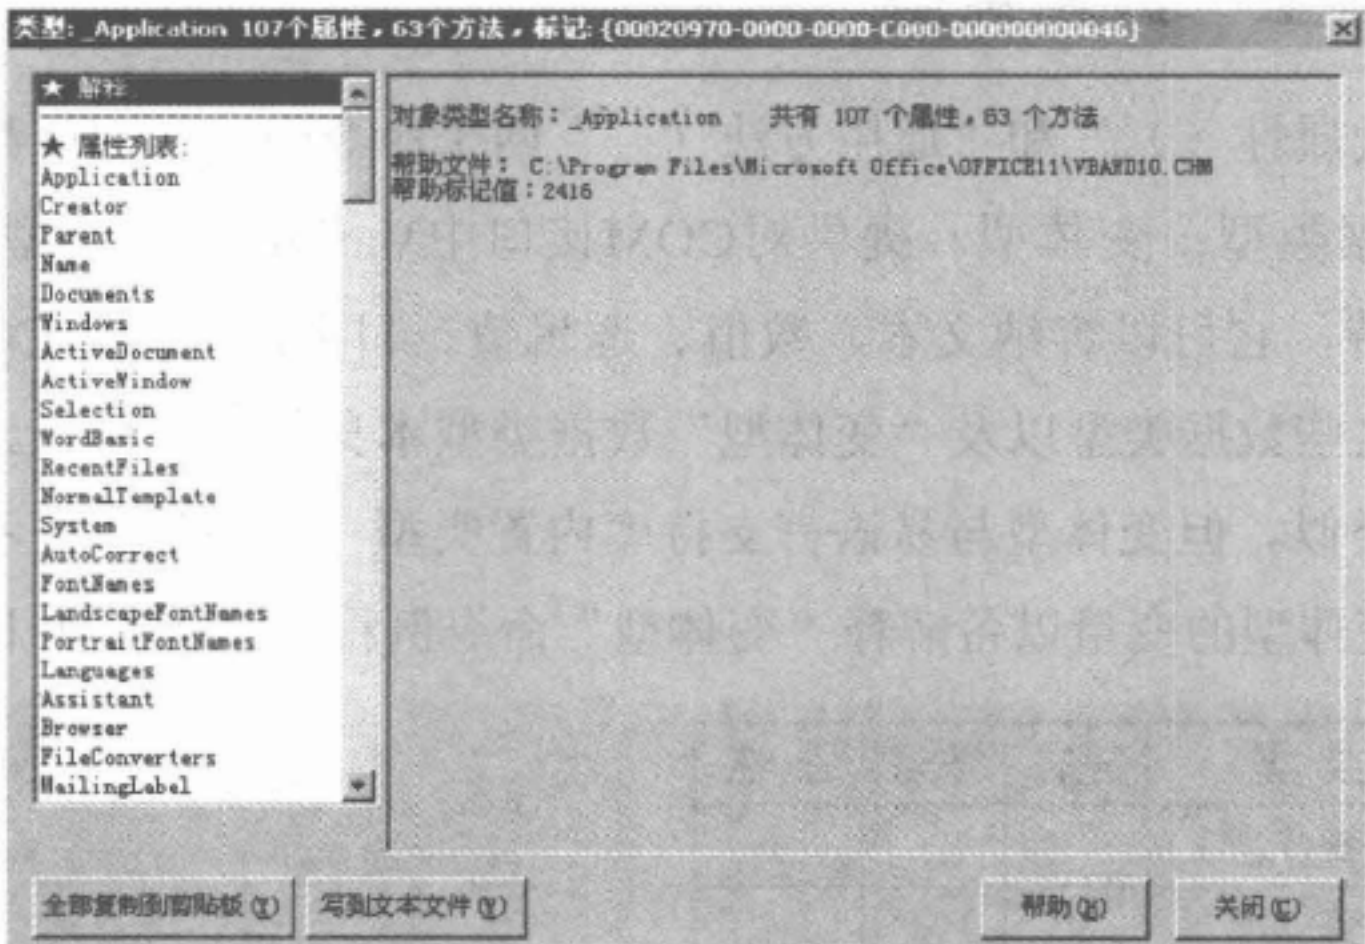 类型: _Application 107个属性，63个方法，标记: {00020970-0000-0000-C000-000000000046}
★ 解释
★ 属性列表:
Application
Creator
Parent
Name
Documents
Windows
ActiveDocument
ActiveWindow
Selection
WordBasic
RecentFiles
NormalTemplate
System
AutoCorrect
FontNames
LandscapeFontNames
PortraitFontNames
Languages
Assistant
Browser
FileConverters
MailingLabel
对象类型名称：_Application 共有 107 个属性，63 个方法
帮助文件： C:\Program Files\Microsoft Office\OFFICE11\VBAWD10.CHM
帮助标记值：2416
全部复制到剪贴板
写到文本文件
帮助
关闭